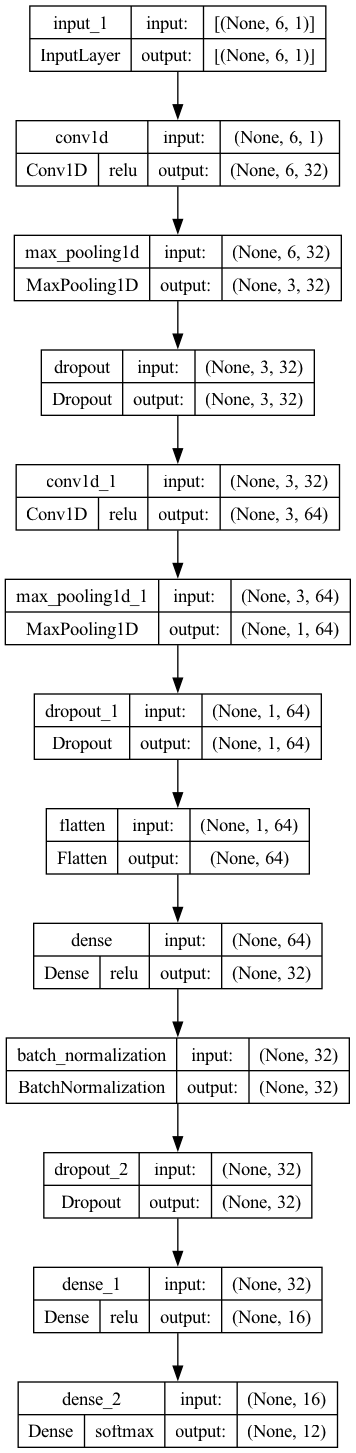 input_1 input: [(None, 6, 1)]
InputLayer output: [(None, 6, 1)]
conv1d input: (None, 6, 1)
Conv1D relu output: (None, 6, 32)
max_pooling1d input: (None, 6, 32)
MaxPooling1D output: (None, 3, 32)
dropout input: (None, 3, 32)
Dropout output: (None, 3, 32)
conv1d_1 input: (None, 3, 32)
Conv1D relu output: (None, 3, 64)
max_pooling1d_1 input: (None, 3, 64)
MaxPooling1D output: (None, 1, 64)
dropout_1 input: (None, 1, 64)
Dropout output: (None, 1, 64)
flatten input: (None, 1, 64)
Flatten output: (None, 64)
dense input: (None, 64)
Dense relu output: (None, 32)
batch_normalization input: (None, 32)
BatchNormalization output: (None, 32)
dropout_2 input: (None, 32)
Dropout output: (None, 32)
dense_1 input: (None, 32)
Dense relu output: (None, 16)
dense_2 input: (None, 16)
Dense softmax output: (None, 12)